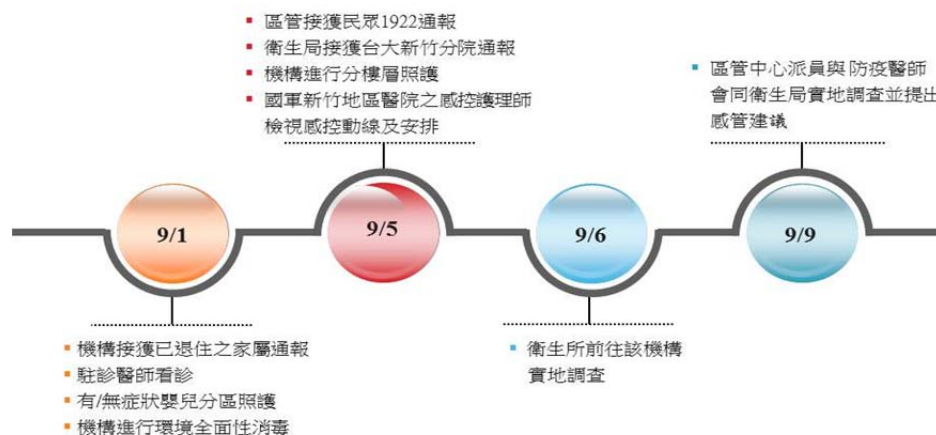 區管接獲民眾1922通報
衛生局接獲台大新竹分院通報
機構進行分樓層照護
國軍新竹地區醫院之感控護理師
檢視感控動線及安排
區管中心派員與防疫醫師
會同衛生局實地調查並提出
感管建議
9/1
9/5
9/6
9/9
機構接獲已退住之家屬通報
駐診醫師看診
有/無症狀嬰兒分區照護
機構進行環境全面性消毒
衛生所前往該機構
實地調查